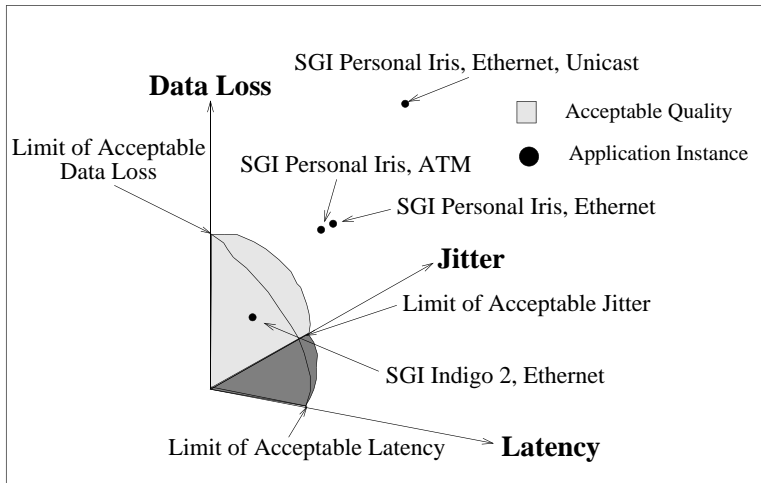 SGI Personal Iris, Ethernet, Unicast
Data Loss
Acceptable Quality
Limit of Acceptable
Data Loss
Application Instance
SGI Personal Iris, ATM
SGI Personal Iris, Ethernet
Jitter
Limit of Acceptable Jitter
SGI Indigo 2, Ethernet
Limit of Acceptable Latency
Latency